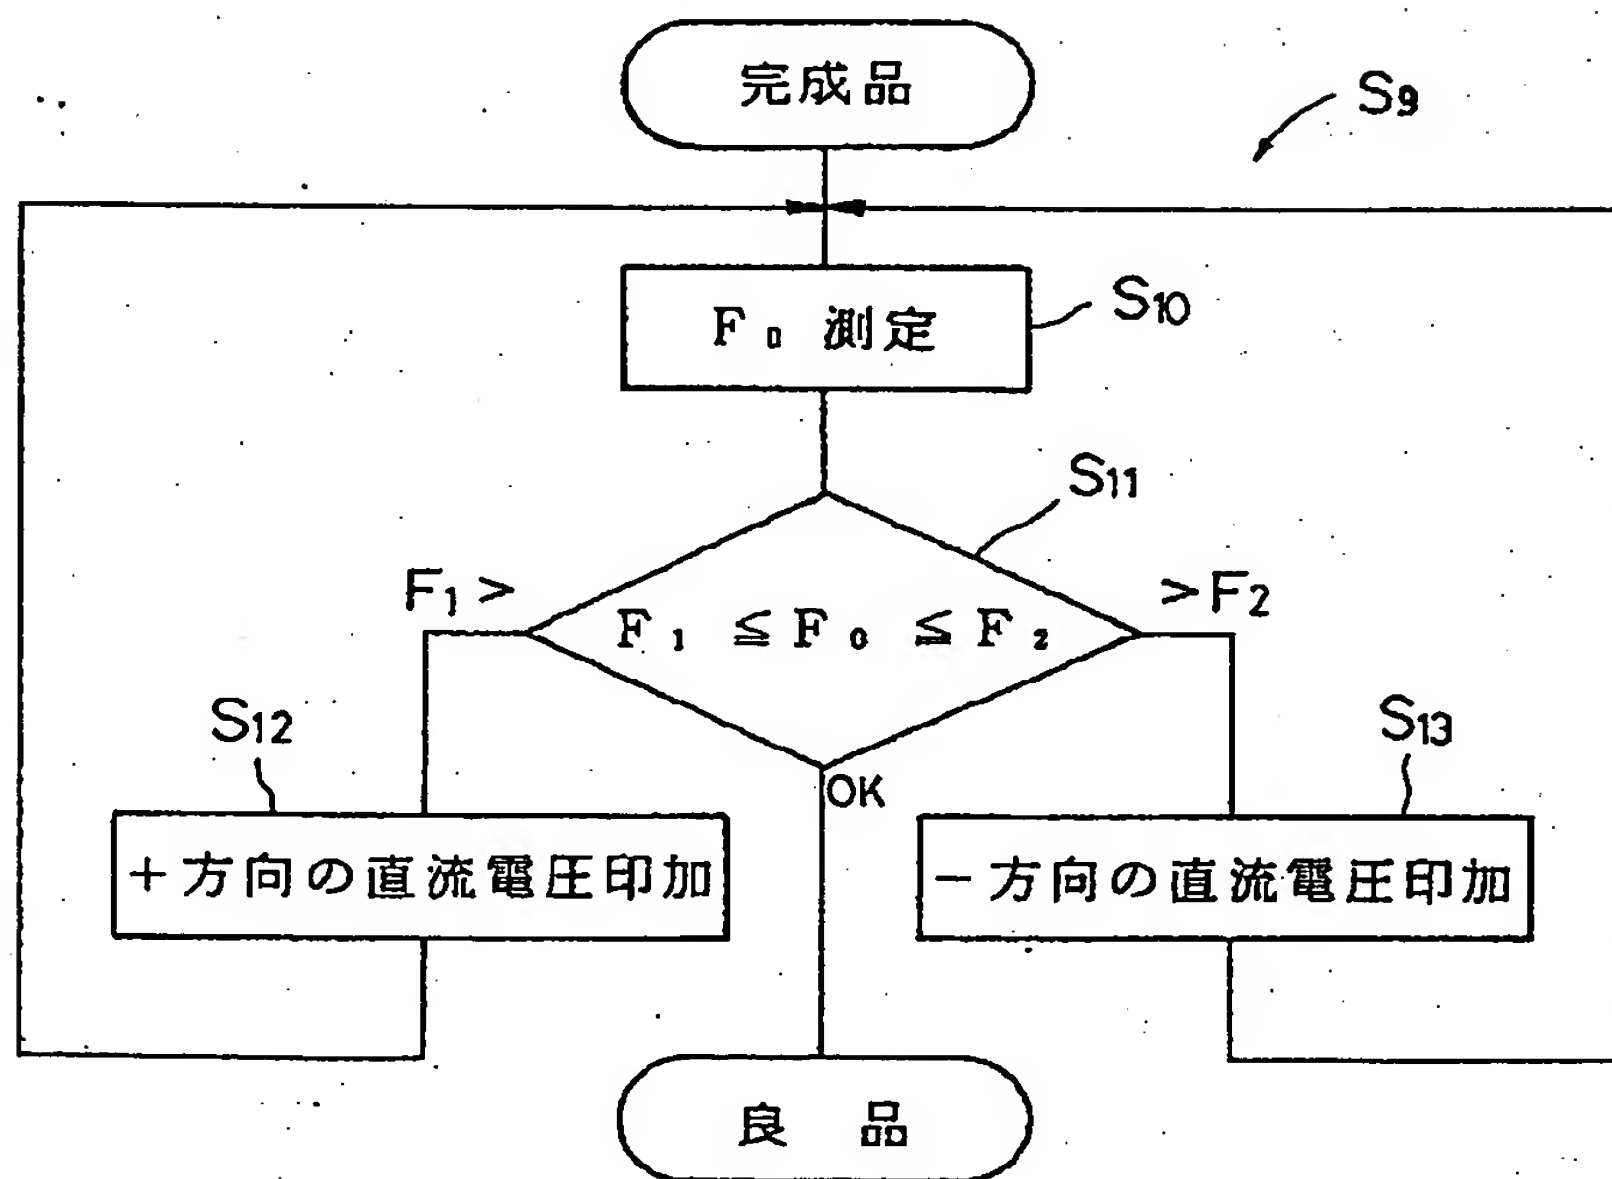 完成品
S9
F0 測定
S10
S11
F1 >
F1 ≦ F0 ≦ F2
> F2
S12
S13
OK
+方向の直流電圧印加
-方向の直流電圧印加
良 品